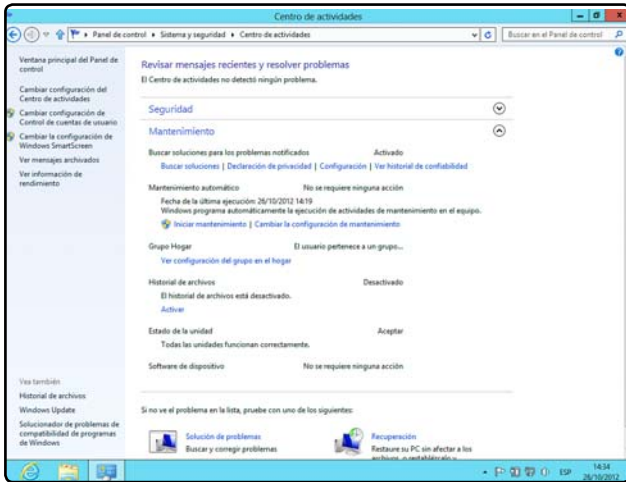 Centro de actividades
Panel de control ▸ Sistema y seguridad ▸ Centro de actividades
Buscar en el Panel de control
Ventana principal del Panel de
control
Cambiar configuración del
Centro de actividades
Cambiar configuración de
Control de cuentas de usuario
Cambiar la configuración de
Windows SmartScreen
Ver mensajes archivados
Ver información de
rendimiento
Revisar mensajes recientes y resolver problemas
El Centro de actividades no detectó ningún problema.
Seguridad
Mantenimiento
Buscar soluciones para los problemas notificados Activado
Buscar soluciones | Declaración de privacidad | Configuración | Ver historial de confiabilidad
Mantenimiento automático No se requiere ninguna acción
Fecha de la última ejecución: 26/10/2012 14:19
Windows programa automáticamente la ejecución de actividades de mantenimiento en el equipo.
Iniciar mantenimiento | Cambiar la configuración de mantenimiento
Grupo Hogar El usuario pertenece a un grupo...
Ver configuración del grupo en el hogar
Historial de archivos Desactivado
El historial de archivos está desactivado.
Activar
Estado de la unidad Aceptar
Todas las unidades funcionan correctamente.
Software de dispositivo No se requiere ninguna acción
Si no ve el problema en la lista, pruebe con uno de los siguientes:
Solución de problemas
Buscar y corregir problemas
Recuperación
Restaure su PC sin afectar a los
archivos, o restablézcalo y
Vea también
Historial de archivos
Windows Update
Solucionador de problemas de
compatibilidad de programas
de Windows
ESP
14:34
26/10/2012